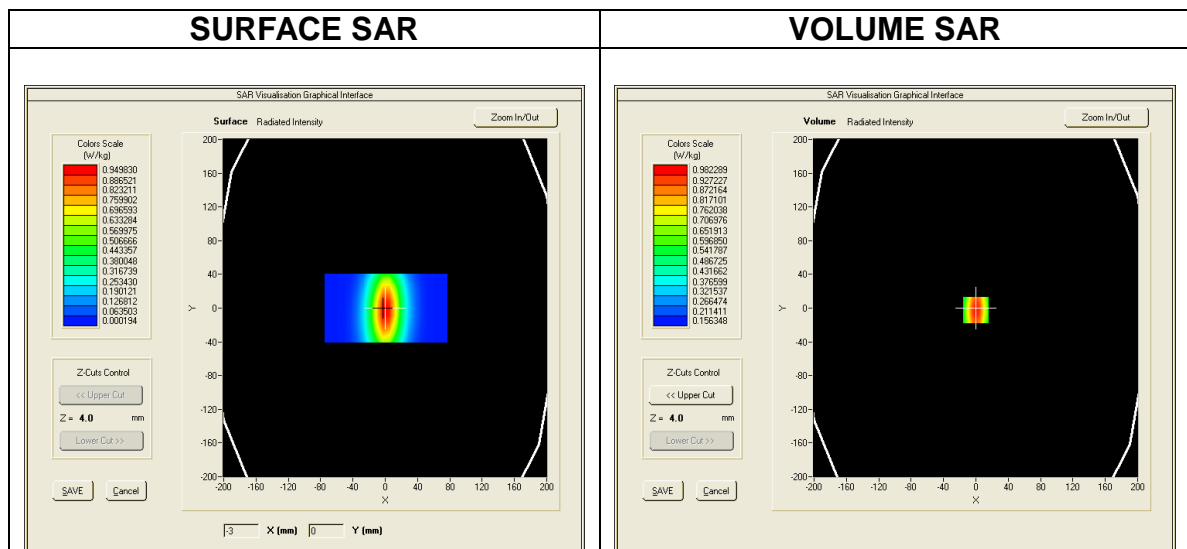 SURFACE SAR
VOLUME SAR
SAR Visualisation Graphical Interface
Surface Radiated Intensity
Zoom In/Out
Colors Scale
(W/kg)
0.949830
0.886521
0.823211
0.759902
0.696593
0.633284
0.569975
0.506666
0.443357
0.380048
0.316739
0.253430
0.190121
0.126812
0.063503
0.000194
200
160
120
80
40
0
-40
-80
-120
-160
-200
Y
-200 -160 -120 -80 -40 0 40 80 120 160 200
X
Z-Cuts Control
<< Upper Cut
Z = 4.0 mm
Lower Cut >>
SAVE Cancel
-3 X (mm) 0 Y (mm)
SAR Visualisation Graphical Interface
Volume Radiated Intensity
Zoom In/Out
Colors Scale
(W/kg)
0.982289
0.927227
0.872164
0.817101
0.762038
0.706976
0.651913
0.596850
0.541787
0.486725
0.431662
0.376599
0.321537
0.266474
0.211411
0.156348
200
160
120
80
40
0
-40
-80
-120
-160
-200
Y
-200 -160 -120 -80 -40 0 40 80 120 160 200
X
Z-Cuts Control
<< Upper Cut
Z = 4.0 mm
Lower Cut >>
SAVE Cancel